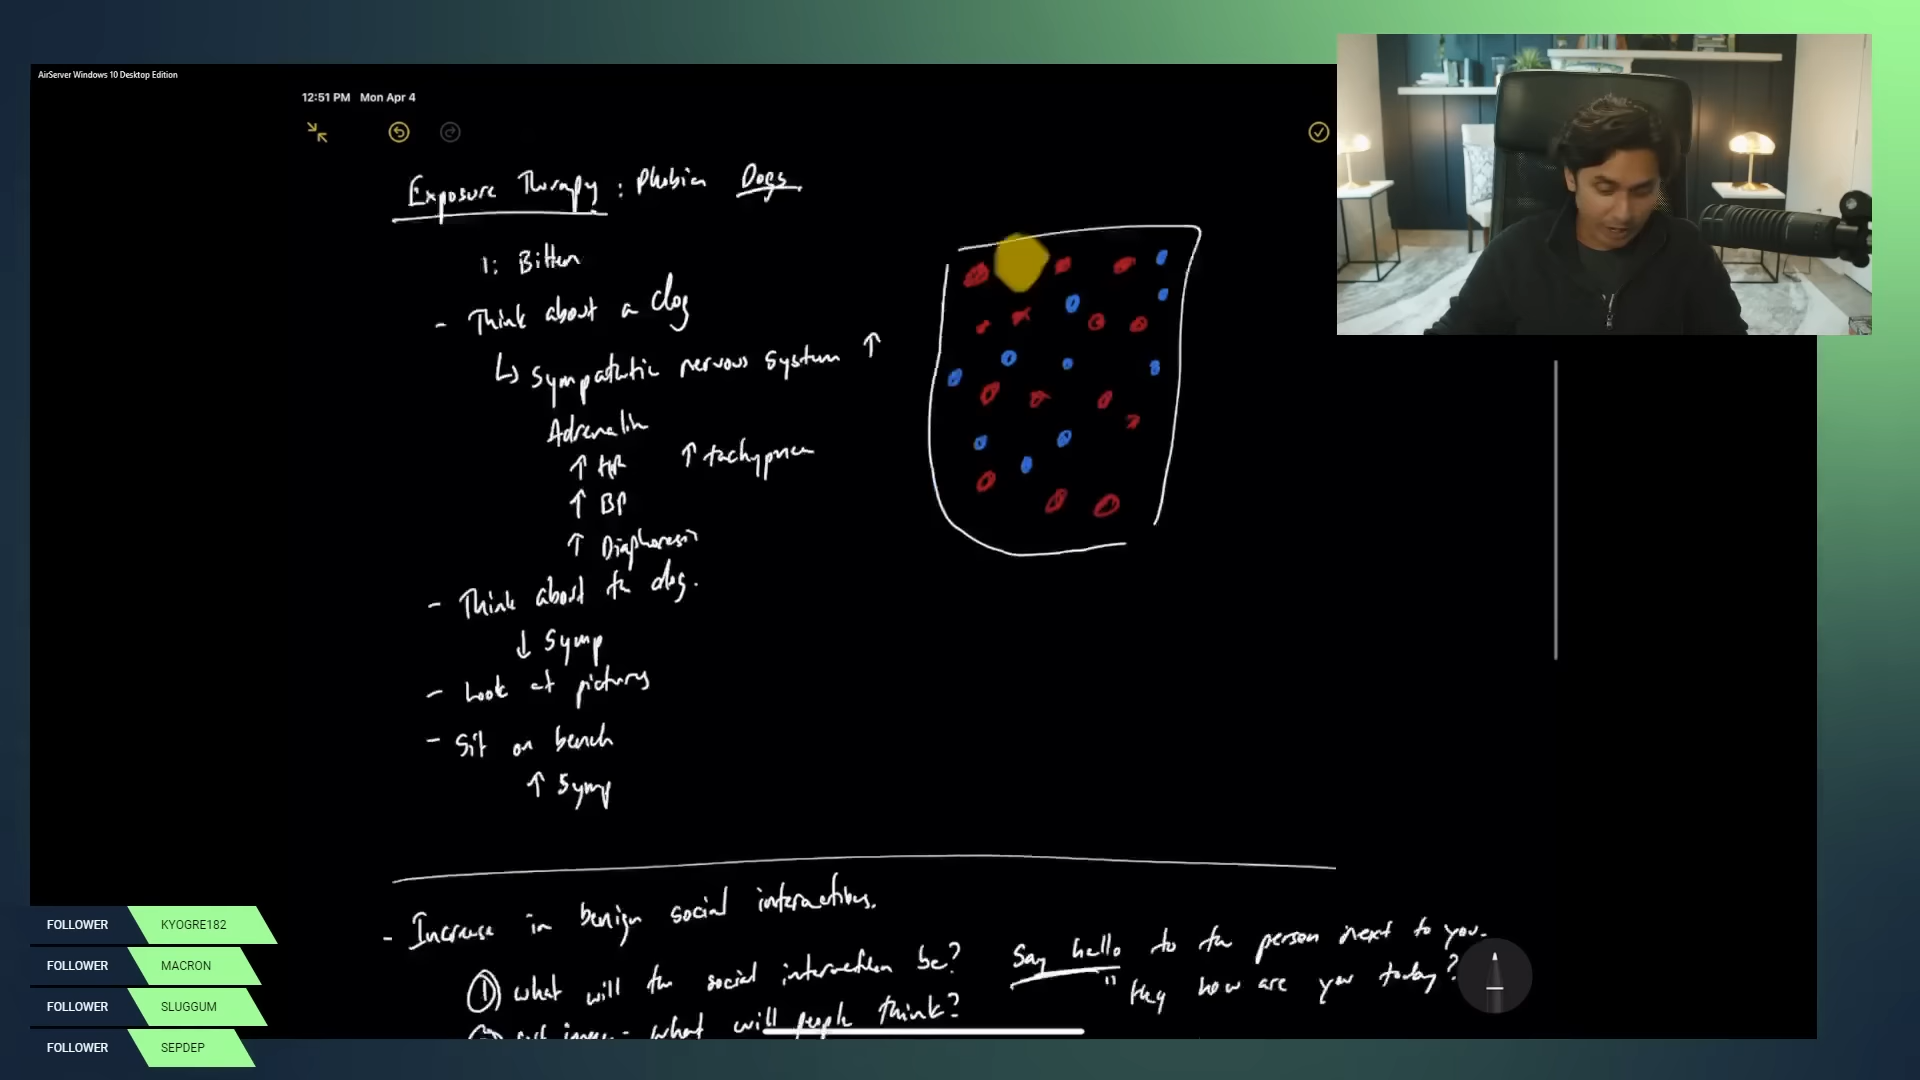 AirServer Windows 10 Desktop Edition
12:51 PM Mon Apr 4
Exposure Therapy : Phobia Dogs
1: Bitten
- Think about a dog
↳ Sympathetic nervous system ↑
Adrenalin
↑ HR ↑ tachypnea
↑ BP
↑ Diaphoresis
- Think about the dog.
↓ Symp
- Look at pictures
- Sit on bench
↑ Symp
- Increase in benign social interactions.
① What will the social interaction be? Say hello to the person next to you.
" Hey how are you today?
what will people think?
FOLLOWER KYOGRE182
FOLLOWER MACRON
FOLLOWER SLUGGUM
FOLLOWER SEPDEP